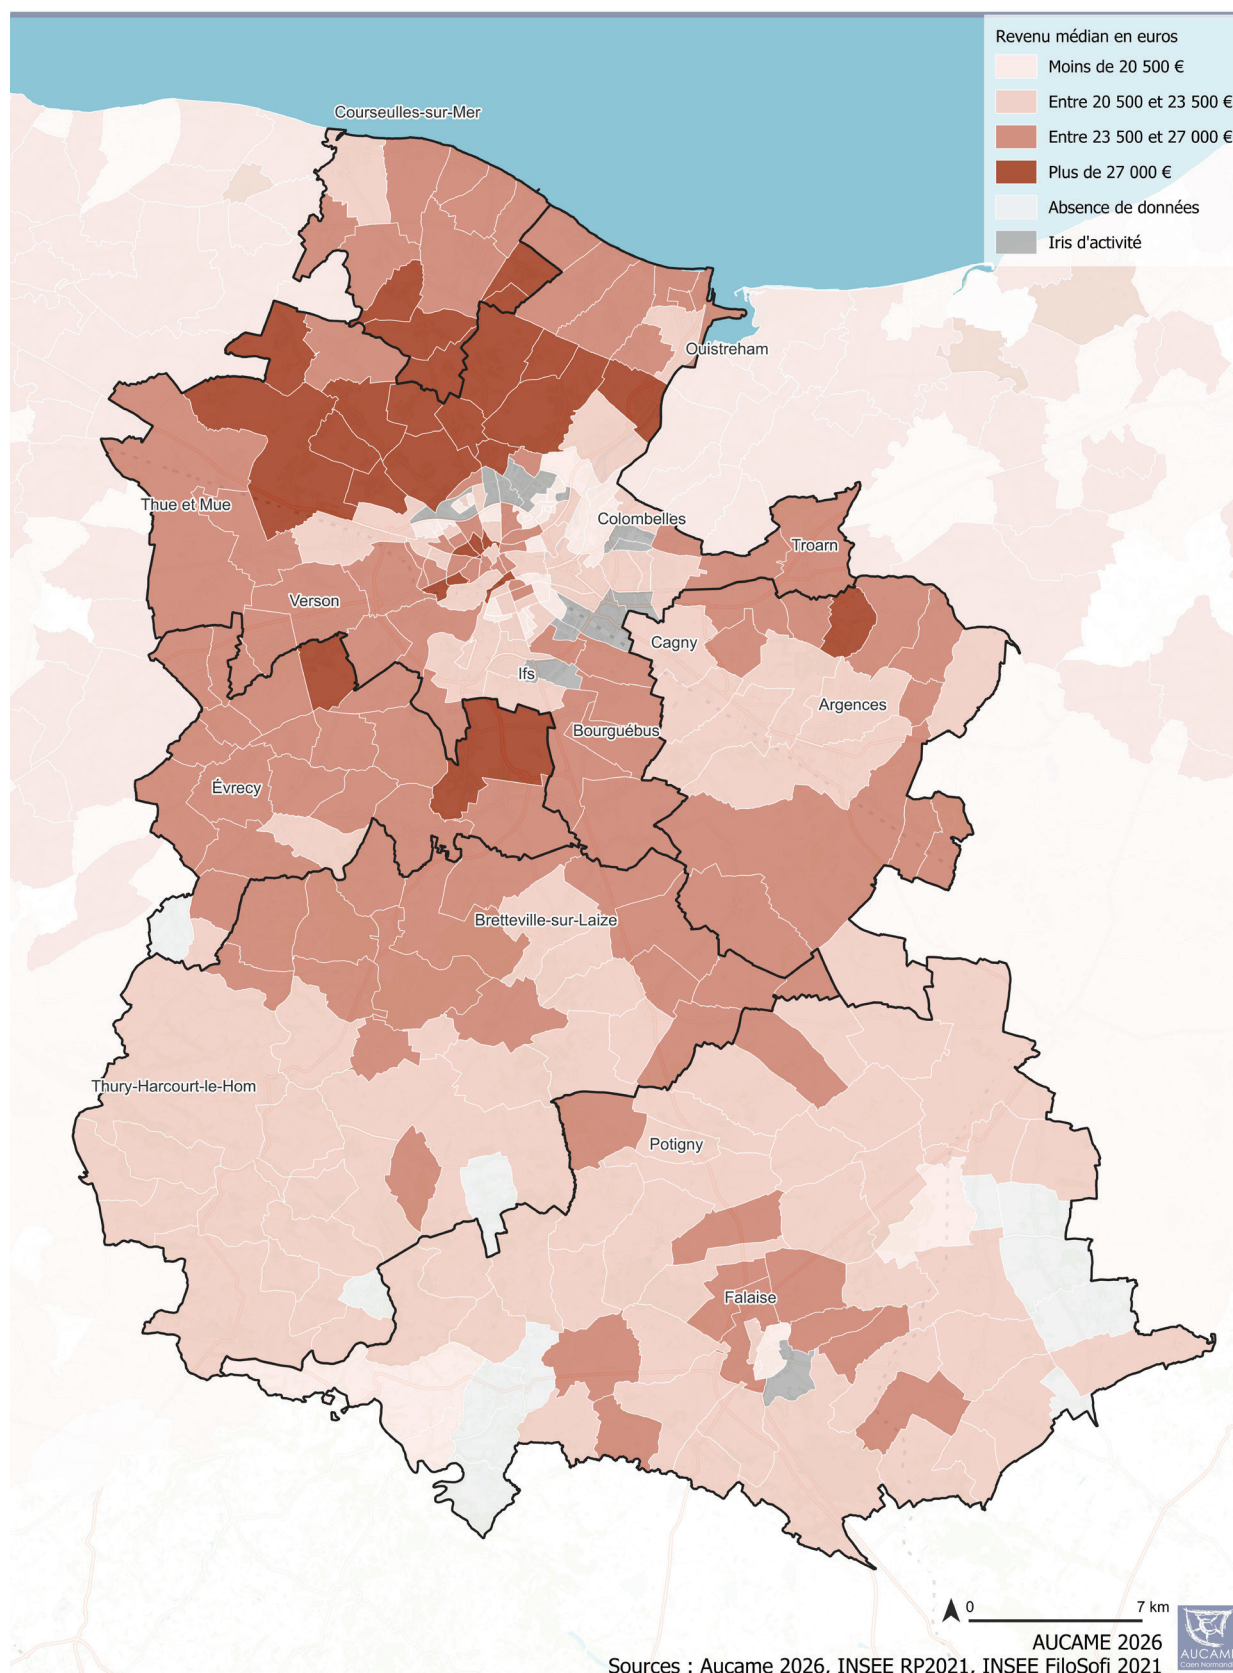 Revenu médian en euros
Moins de 20 500 €
Entre 20 500 et 23 500 €
Entre 23 500 et 27 000 €
Plus de 27 000 €
Absence de données
Iris d'activité
Courseulles-sur-Mer
Ouistreham
Thue et Mue
Colombelles
Troarn
Verson
Cagny
Ifs
Argences
Bourguébus
Évrecy
Bretteville-sur-Laize
Thury-Harcourt-le-Hom
Potigny
Falaise
0 7 km
AUCAME 2026
Sources : Aucame 2026, INSEE RP2021, INSEE FiloSofi 2021
AUCAME
Caen Normandie